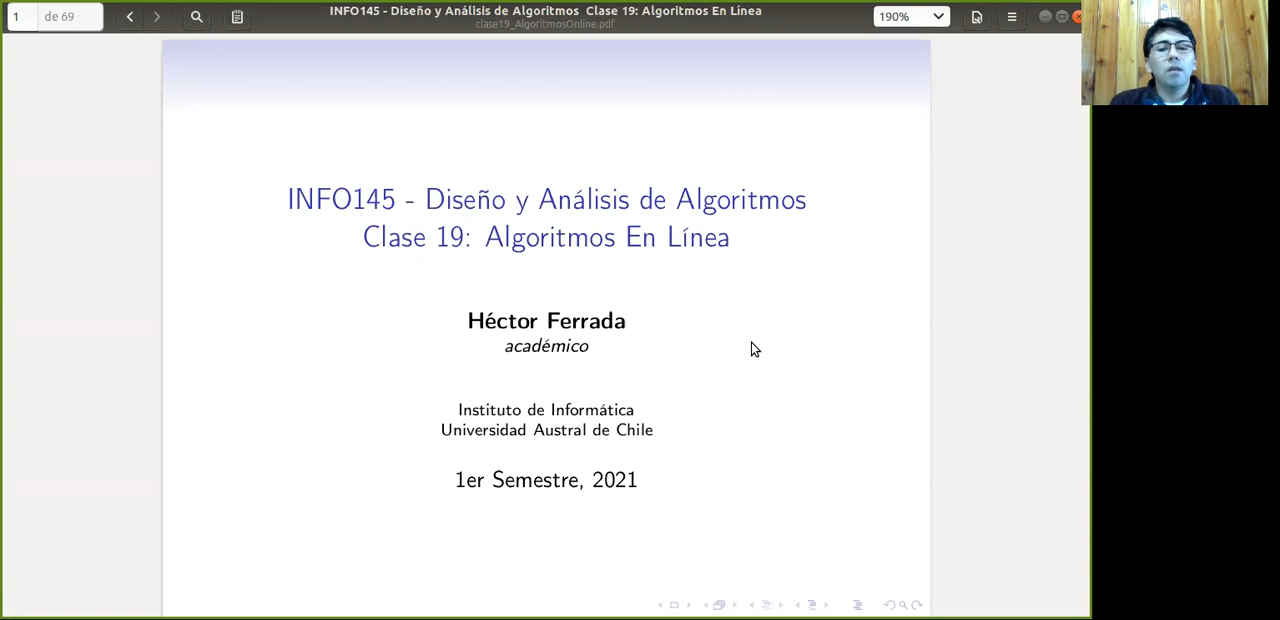 1 de 69
INFO145 - Diseño y Análisis de Algoritmos Clase 19: Algoritmos En Línea
clase19_AlgoritmosOnline.pdf
190%
INFO145 - Diseño y Análisis de Algoritmos
Clase 19: Algoritmos En Línea
Héctor Ferrada
académico
Instituto de Informática
Universidad Austral de Chile
1er Semestre, 2021